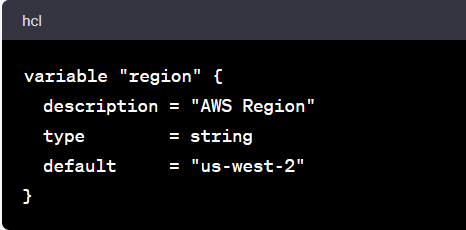 hcl
variable "region" {
  description = "AWS Region"
  type        = string
  default     = "us-west-2"
}